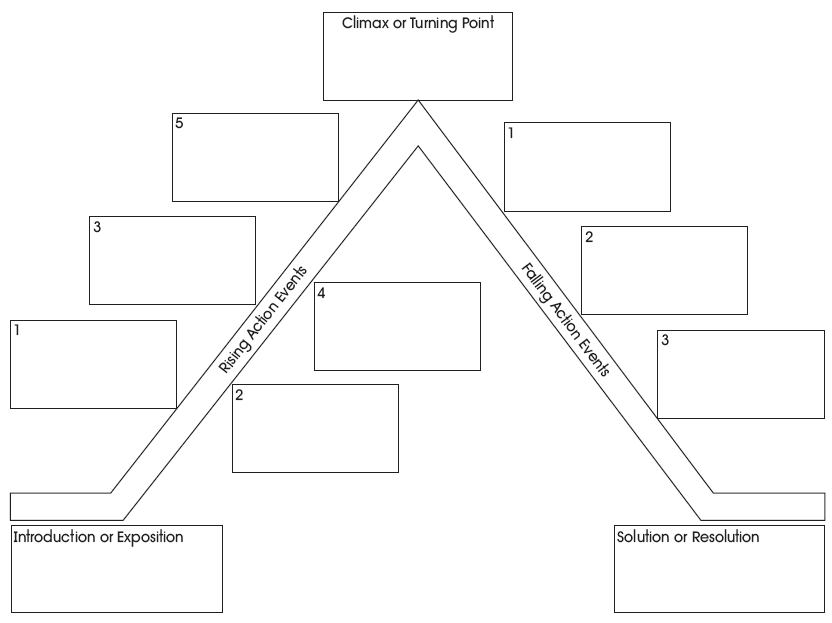 Climax or Turning Point
5
1
3
2
Rising Action Events
Falling Action Events
4
1
3
2
Introduction or Exposition
Solution or Resolution